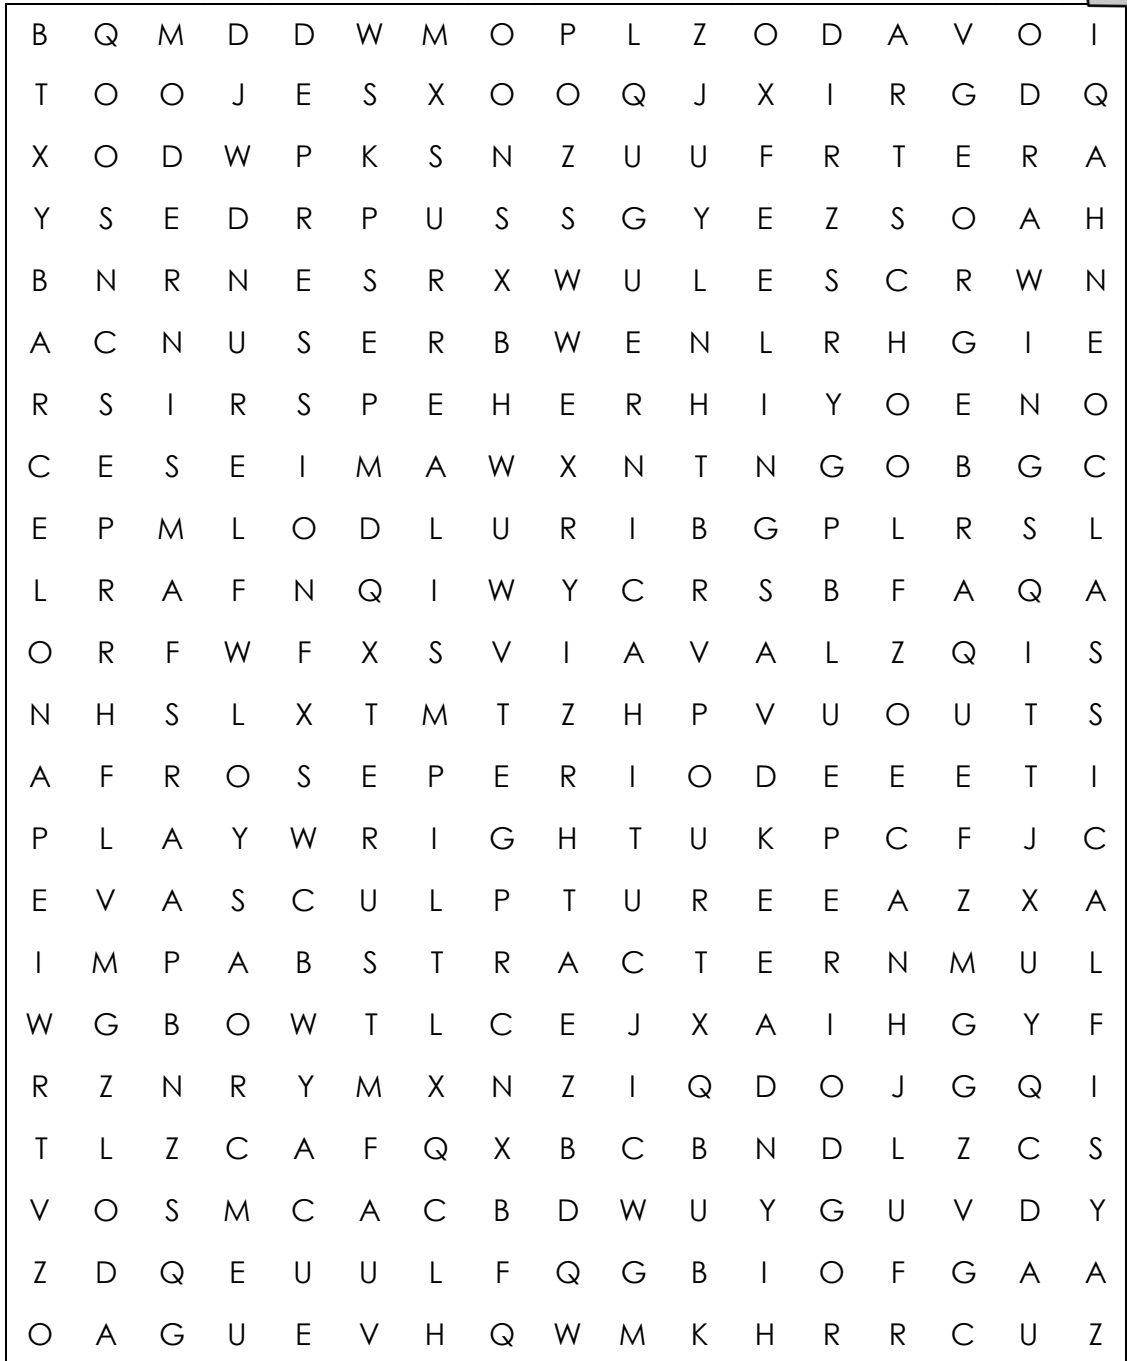 B Q M D D W M O P L Z O D A V O I
T O O J E S X O O Q J X I R G D Q
X O D W P K S N Z U U F R T E R A
Y S E D R P U S S G Y E Z S O A H
B N R N E S R X W U L E S C R W N
A C N U S E R B W E N L R H G I E
R S I R S P E H E R H I Y O E N O
C E S E I M A W X N T N G O B G C
E P M L O D L U R I B G P L R S L
L R A F N Q I W Y C R S B F A Q A
O R F W F X S V I A V A L Z Q I S
N H S L X T M T Z H P V U O U T S
A F R O S E P E R I O D E E E T I
P L A Y W R I G H T U K P C F J C
E V A S C U L P T U R E E A Z X A
I M P A B S T R A C T E R N M U L
W G B O W T L C E J X A I H G Y F
R Z N R Y M X N Z I Q D O J G Q I
T L Z C A F Q X B C B N D L Z C S
V O S M C A C B D W U Y G U V D Y
Z D Q E U U L F Q G B I O F G A A
O A G U E V H Q W M K H R R C U Z